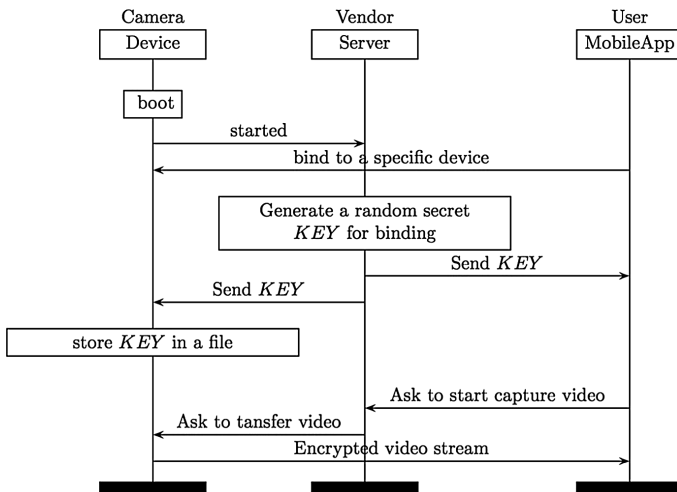 Camera
Vendor
User
Device
Server
MobileApp
boot
started
bind to a specific device
Generate a random secret
KEY for binding
Send KEY
Send KEY
store KEY in a file
Ask to start capture video
Ask to tansfer video
Encrypted video stream